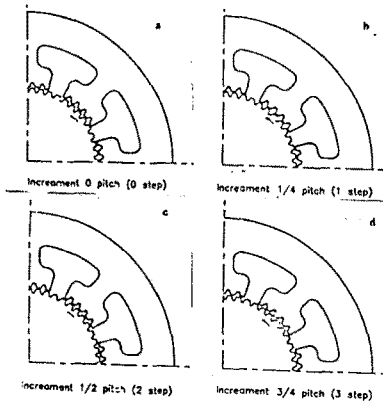 a
b
Increament 0 pitch (0 step)
Increament 1/4 pitch (1 step)
c
d
Increament 1/2 pitch (2 step)
Increament 3/4 pitch (3 step)